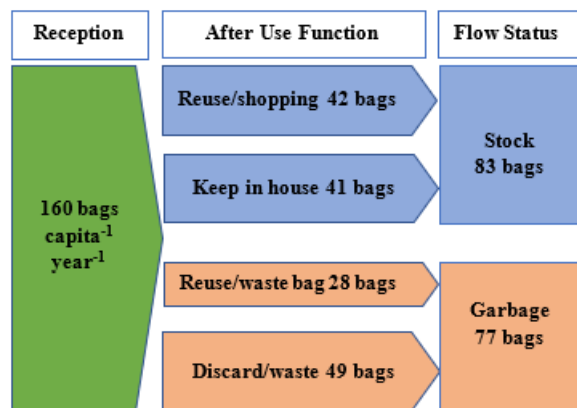 Reception
After Use Function
Flow Status
160 bags
capita⁻¹
year⁻¹
Reuse/shopping 42 bags
Keep in house 41 bags
Reuse/waste bag 28 bags
Discard/waste 49 bags
Stock
83 bags
Garbage
77 bags